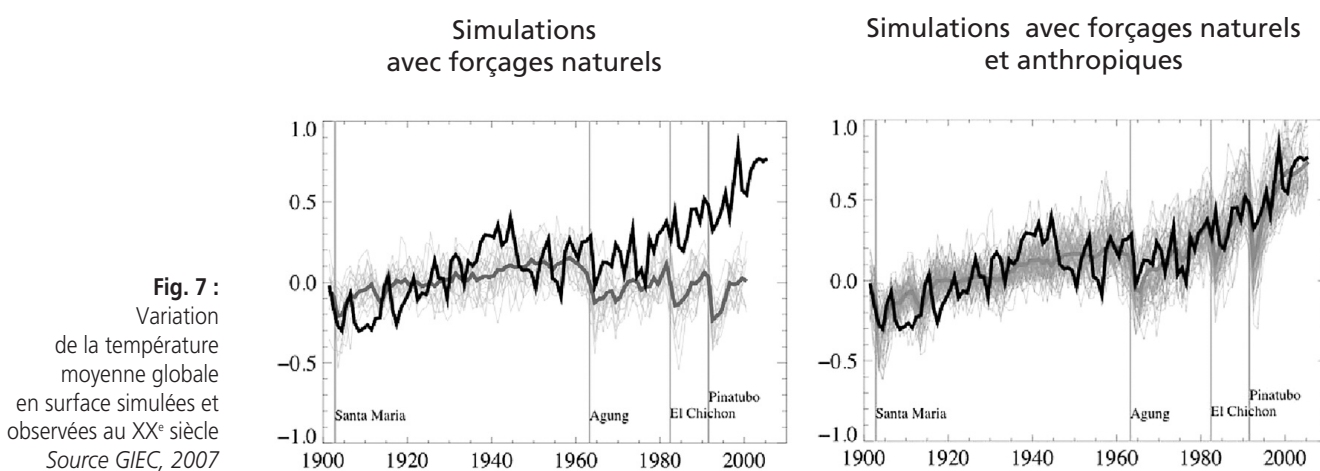 Simulations
avec forçages naturels
Simulations avec forçages naturels
et anthropiques
Fig. 7 :
Variation
de la température
moyenne globale
en surface simulées et
observées au XXe siècle
Source GIEC, 2007
1.0
0.5
0.0
−0.5
−1.0
Santa Maria
Agung
El Chichon
Pinatubo
1900 1920 1940 1960 1980 2000
1.0
0.5
0.0
−0.5
−1.0
Santa Maria
Agung
El Chichon
Pinatubo
1900 1920 1940 1960 1980 2000